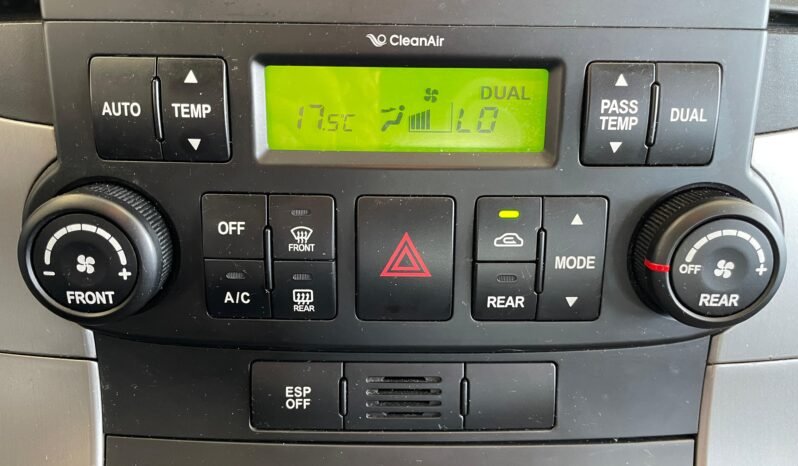 CleanAir
AUTO
TEMP
17.5C
DUAL
LO
PASS
TEMP
DUAL
OFF
FRONT
A/C
REAR
MODE
REAR
- +
FRONT
OFF +
REAR
ESP
OFF